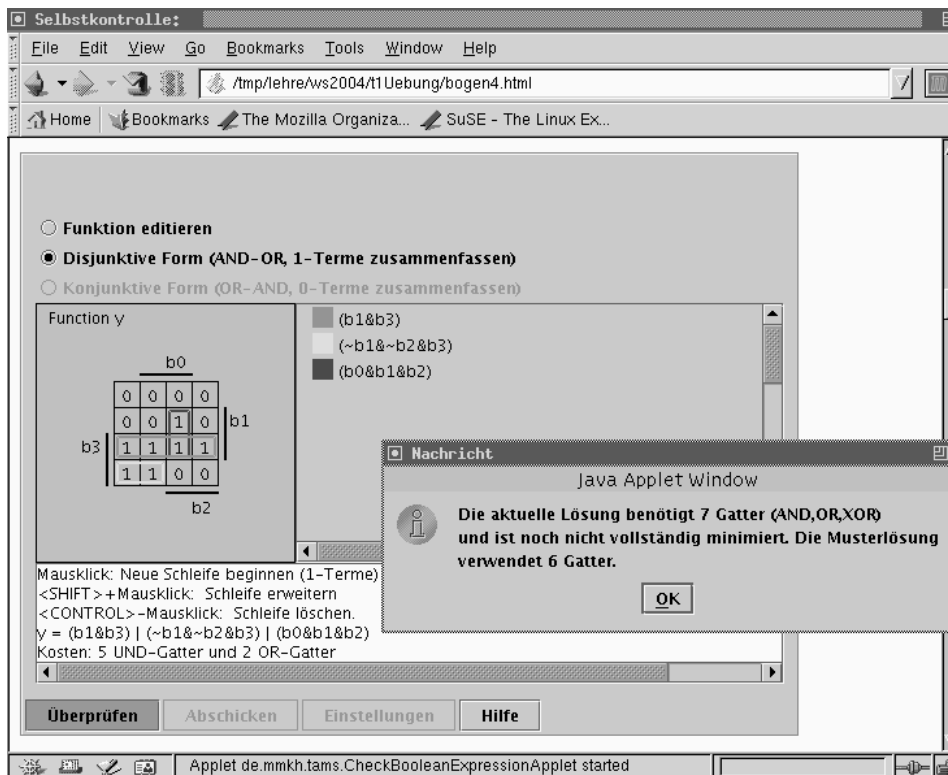 Selbstkontrolle:
File Edit View Go Bookmarks Tools Window Help
/tmp/lehre/ws2004/t1Uebung/bogen4.html
Home Bookmarks The Mozilla Organiza... SuSE - The Linux Ex...
Funktion editieren
Disjunktive Form (AND-OR, 1-Terme zusammenfassen)
Konjunktive Form (OR-AND, 0-Terme zusammenfassen)
Function y
b0
0 0 0 0
0 0 1 0 b1
b3 1 1 1 1
1 1 0 0
b2
(b1&b3)
(~b1&~b2&b3)
(b0&b1&b2)
Nachricht
Java Applet Window
Die aktuelle Lösung benötigt 7 Gatter (AND,OR,XOR)
und ist noch nicht vollständig minimiert. Die Musterlösung
verwendet 6 Gatter.
OK
Mausklick: Neue Schleife beginnen (1-Terme)
<SHIFT>+Mausklick: Schleife erweitern
<CONTROL>-Mausklick: Schleife löschen.
y = (b1&b3) | (~b1&~b2&b3) | (b0&b1&b2)
Kosten: 5 UND-Gatter und 2 OR-Gatter
Überprüfen Abschicken Einstellungen Hilfe
Applet de.mmkh.tams.CheckBooleanExpressionApplet started